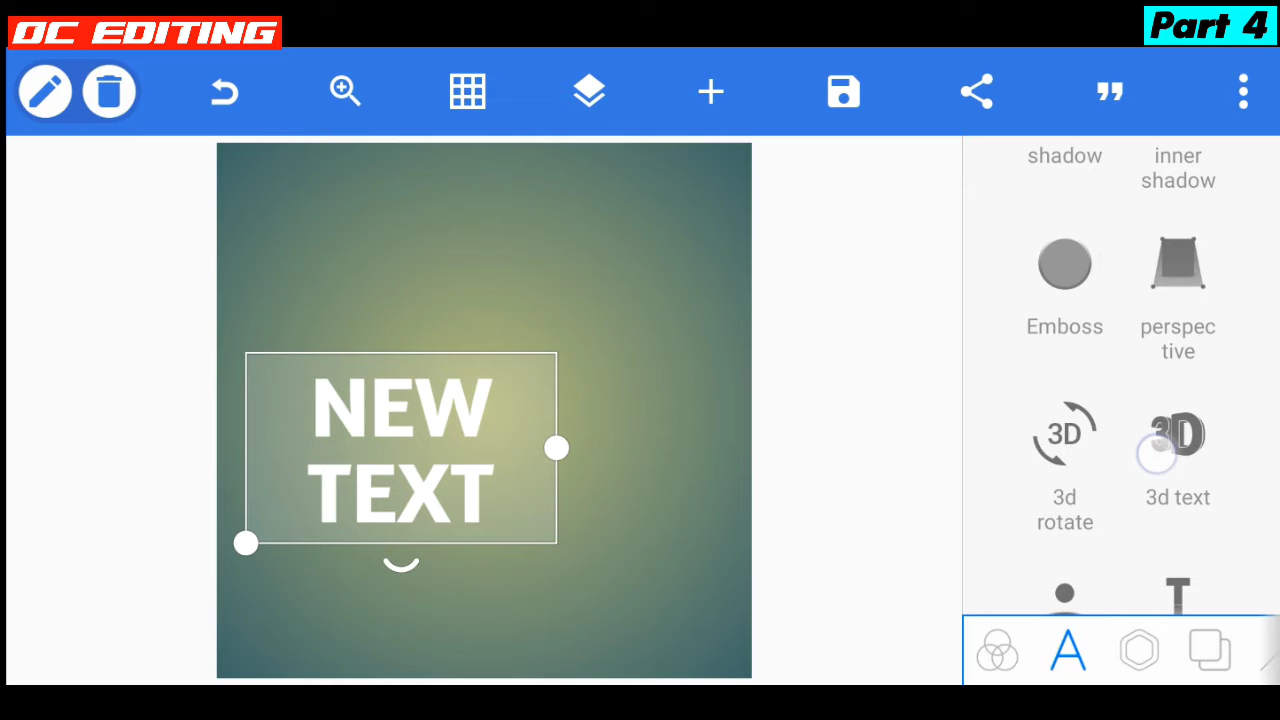 OC EDITING
Part 4
shadow
inner
shadow
Emboss
perspec
tive
NEW
TEXT
3D
3D
3d
rotate
3d text
T
A